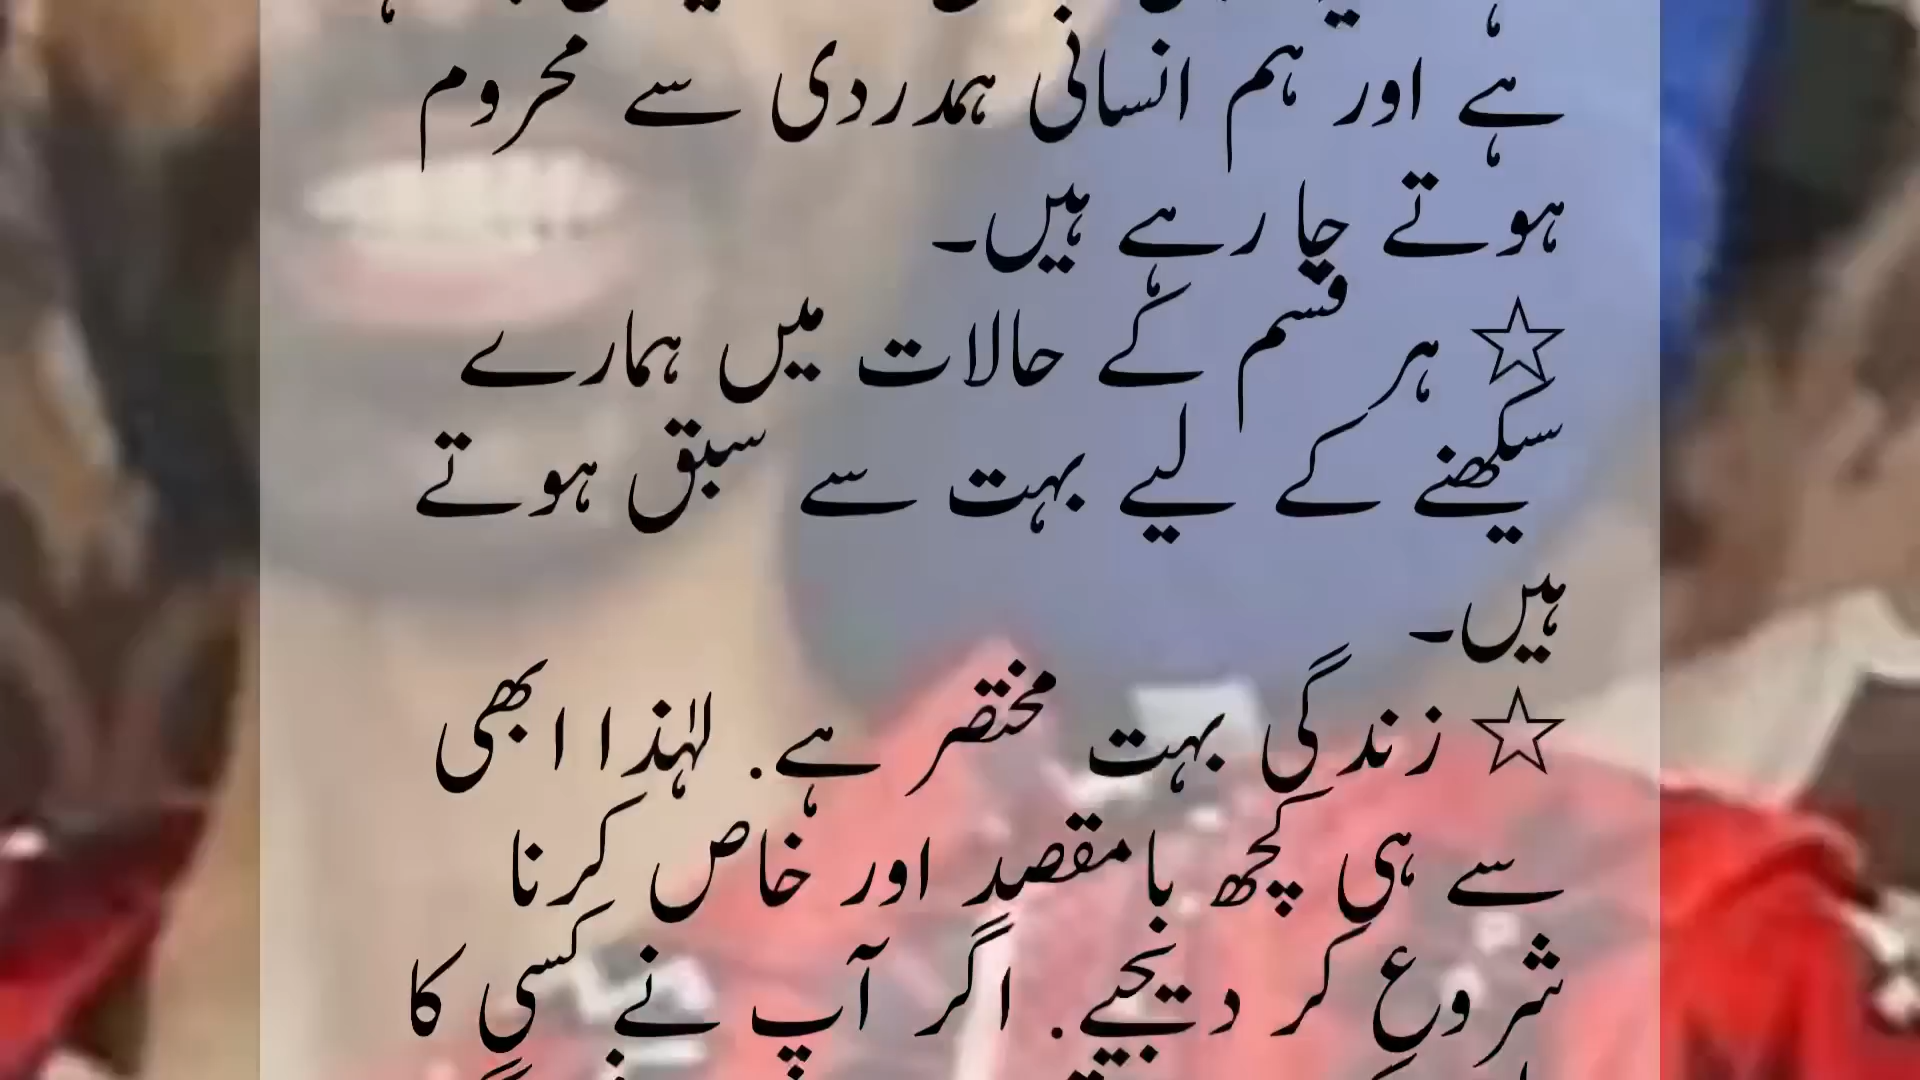 ہے اور ہم انسانی ہمدردی سے محروم
ہوتے جا رہے ہیں۔
☆ ہر قسم کے حالات میں ہمارے
سیکھنے کے لیے بہت سے سبق ہوتے
ہیں۔
☆ زندگی بہت مختصر ہے. لہٰذا ابھی
سے ہی کچھ بامقصد اور خاص کرنا
شروع کر دیجیے. اگر آپ نے کسی کا